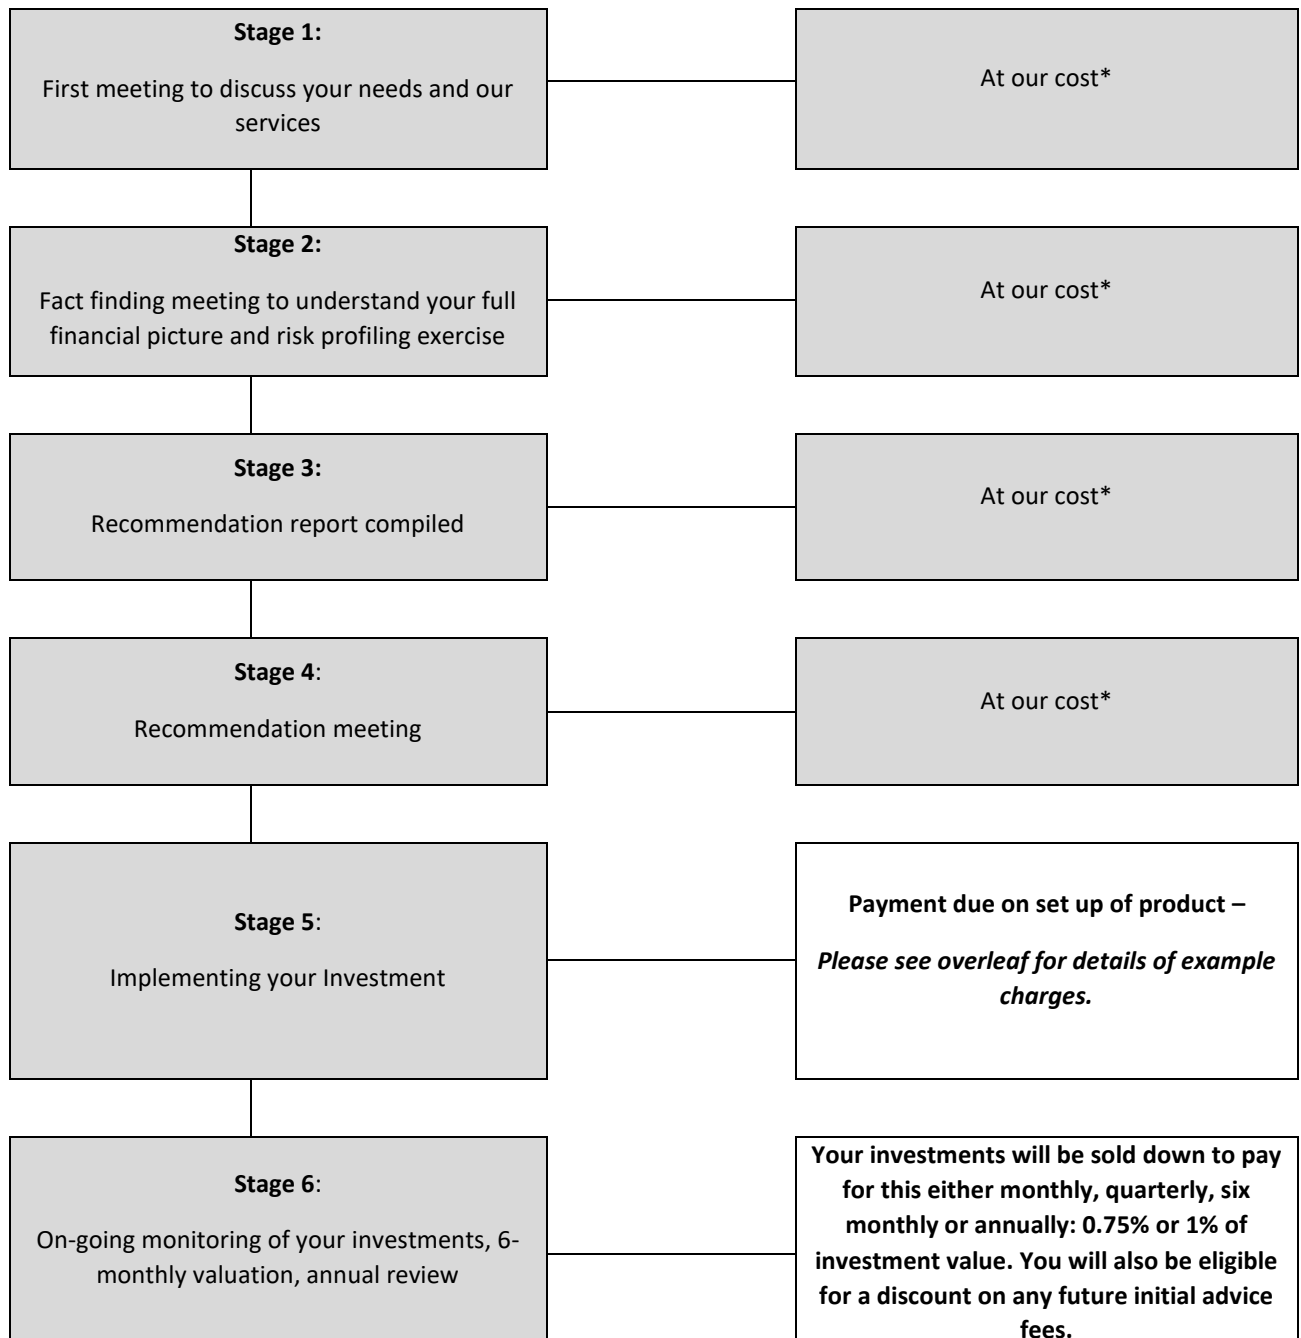 Stage 1:
First meeting to discuss your needs and our
services
At our cost*
Stage 2:
Fact finding meeting to understand your full
financial picture and risk profiling exercise
At our cost*
Stage 3:
Recommendation report compiled
At our cost*
Stage 4:
Recommendation meeting
At our cost*
Stage 5:
Implementing your Investment
Payment due on set up of product –
Please see overleaf for details of example
charges.
Stage 6:
On-going monitoring of your investments, 6-
monthly valuation, annual review
Your investments will be sold down to pay
for this either monthly, quarterly, six
monthly or annually: 0.75% or 1% of
investment value. You will also be eligible
for a discount on any future initial advice
fees.